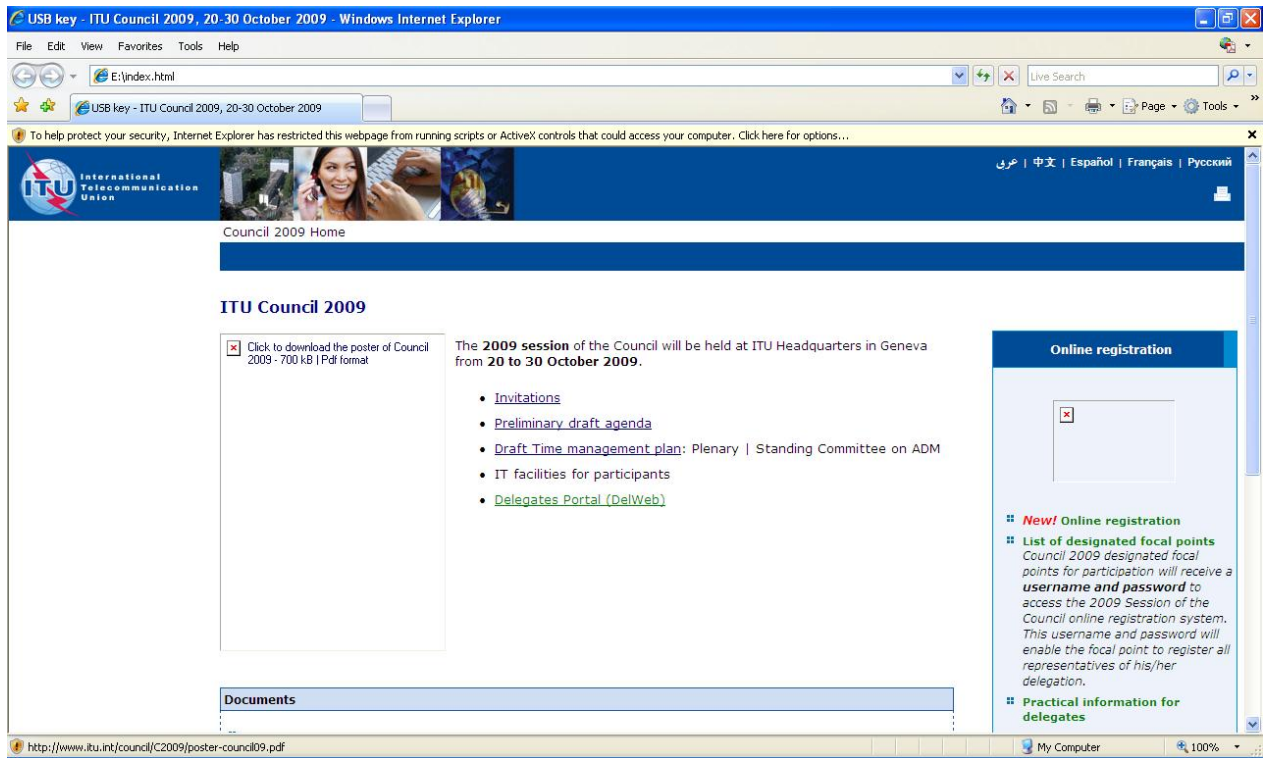 USB key - ITU Council 2009, 20-30 October 2009 - Windows Internet Explorer
File Edit View Favorites Tools Help
E:\index.html
Live Search
USB key - ITU Council 2009, 20-30 October 2009
Page Tools
To help protect your security, Internet Explorer has restricted this webpage from running scripts or ActiveX controls that could access your computer. Click here for options...
ITU
International
Telecommunication
Union
عربي | 中文 | Español | Français | Русский
Council 2009 Home
ITU Council 2009
Click to download the poster of Council
2009 - 700 kB | Pdf format
The 2009 session of the Council will be held at ITU Headquarters in Geneva
from 20 to 30 October 2009.
Invitations
Preliminary draft agenda
Draft Time management plan: Plenary | Standing Committee on ADM
IT facilities for participants
Delegates Portal (DelWeb)
Documents
Online registration
New! Online registration
List of designated focal points
Council 2009 designated focal
points for participation will receive a
username and password to
access the 2009 Session of the
Council online registration system.
This username and password will
enable the focal point to register all
representatives of his/her
delegation.
Practical information for
delegates
http://www.itu.int/council/C2009/poster-council09.pdf
My Computer
100%